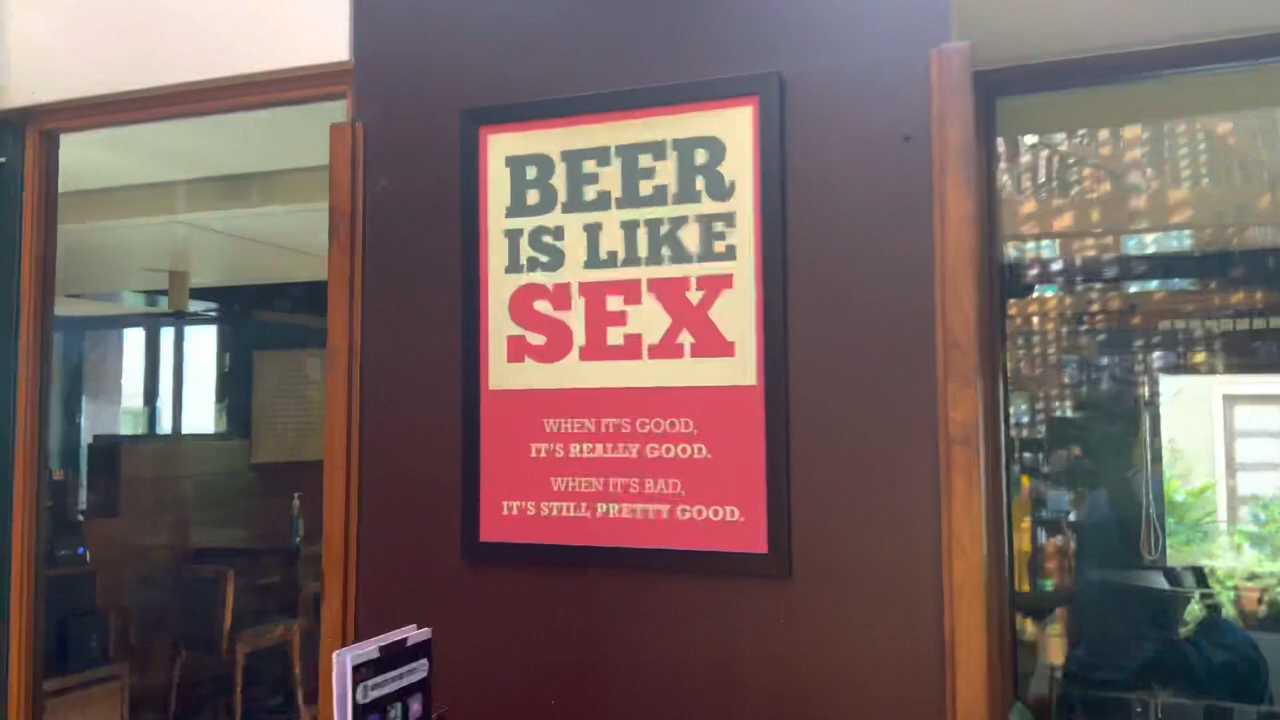 BEER
IS LIKE
SEX
WHEN IT'S GOOD,
IT'S REALLY GOOD.
WHEN IT'S BAD,
IT'S STILL PRETTY GOOD.